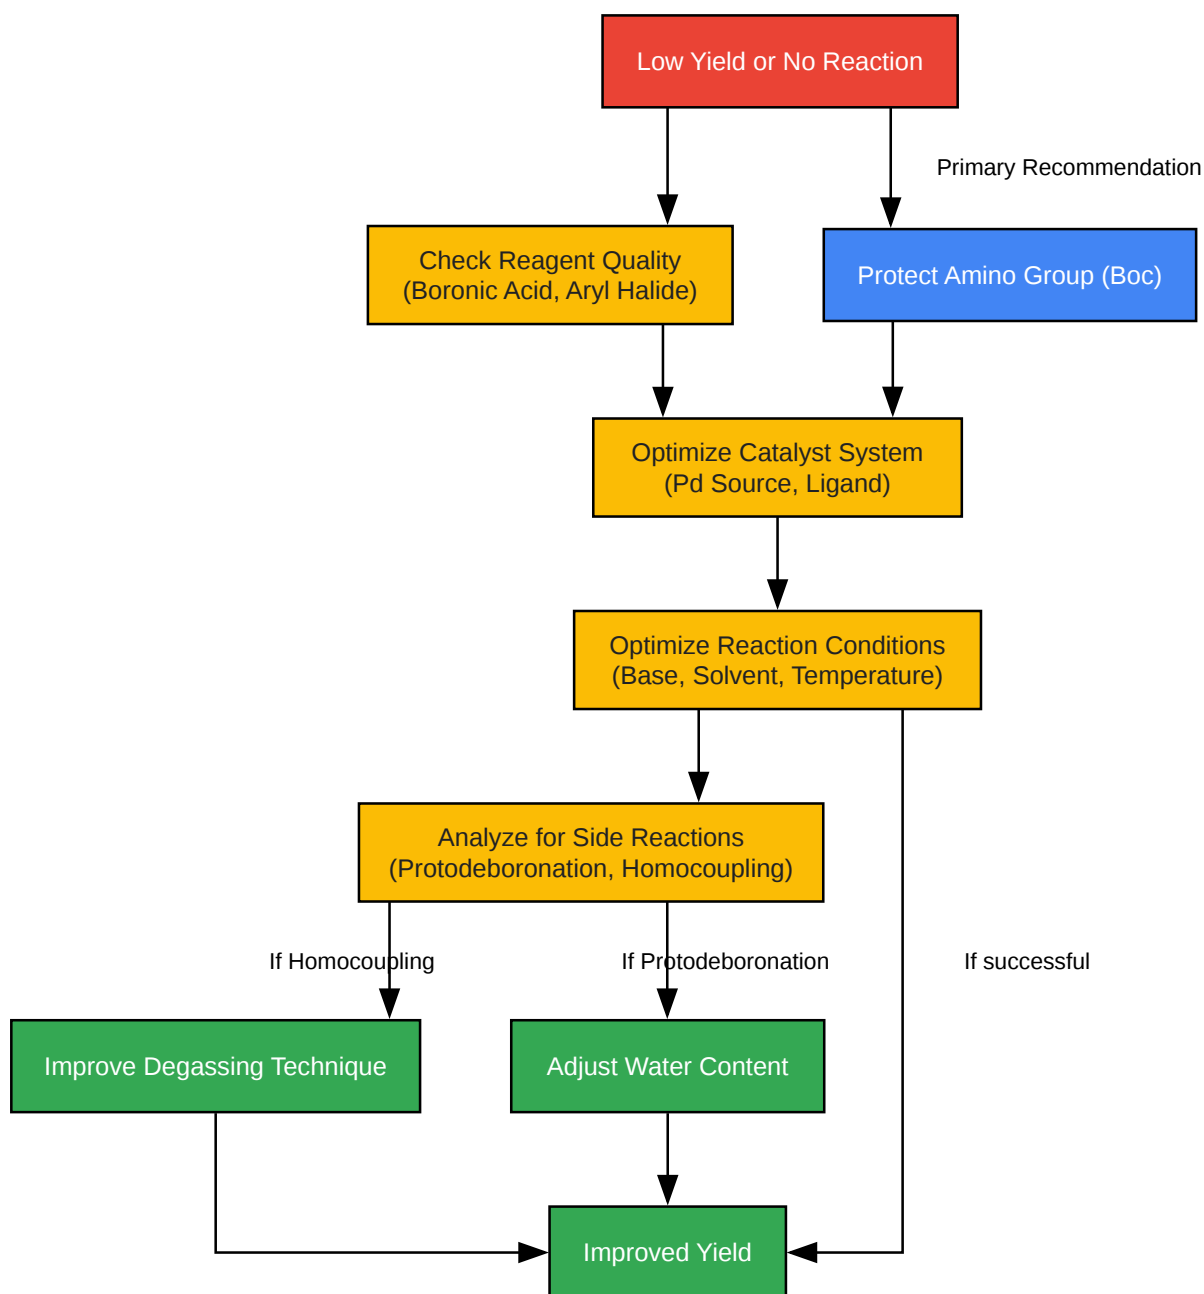 Low Yield or No Reaction
Primary Recommendation
Check Reagent Quality
(Boronic Acid, Aryl Halide)
Protect Amino Group (Boc)
Optimize Catalyst System
(Pd Source, Ligand)
Optimize Reaction Conditions
(Base, Solvent, Temperature)
Analyze for Side Reactions
(Protodeboronation, Homocoupling)
If Homocoupling
If Protodeboronation
If successful
Improve Degassing Technique
Adjust Water Content
Improved Yield